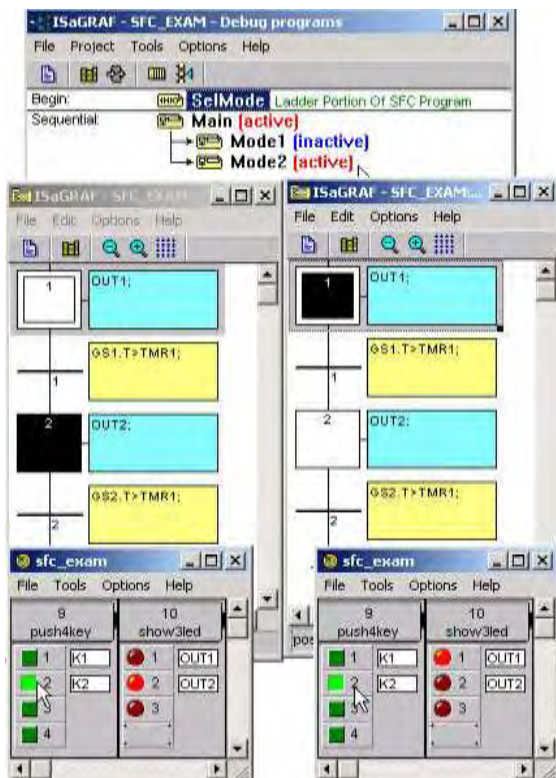 ISaGRAF - SFC_EXAM - Debug programs
File Project Tools Options Help
Begin: SelMode Ladder Portion Of SFC Program
Sequential: Main (active)
Mode1 (inactive)
Mode2 (active)
ISaGRAF - SFC_EXAM
File Edit Options Help
1 OUT1;
GS1.T>TMR1;
1
2 OUT2;
GS2.T>TMR1;
2
ISaGRAF - SFC_EXAM:...
File Edit Options Help
1 OUT1;
GS1.T>TMR1;
1
2 OUT2;
GS2.T>TMR1;
2
sfc_exam
File Tools Options Help
9 10
push4key show3led
1 K1 1 OUT1
2 K2 2 OUT2
3 3
4
sfc_exam
File Tools Options Help
9 10
push4key show3led
1 K1 1 OUT1
2 K2 2 OUT2
3 3
4